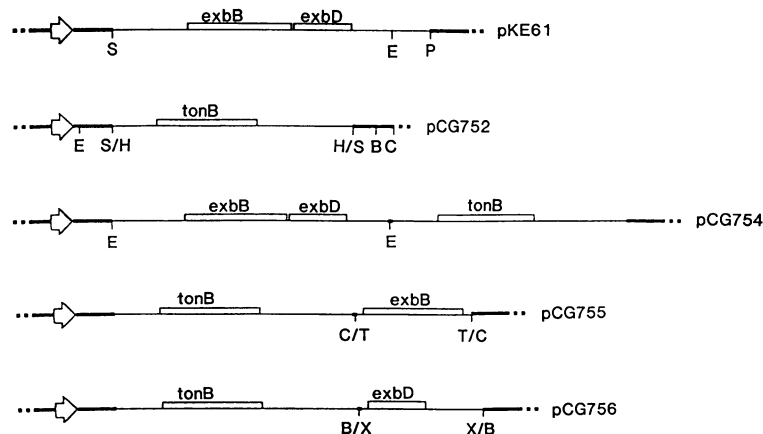 exbB exbD
pKE61
S E P
tonB
pCG752
E S/H H/S B C
exbB exbD tonB
pCG754
E E
tonB exbB
pCG755
C/T T/C
tonB exbD
pCG756
B/X X/B